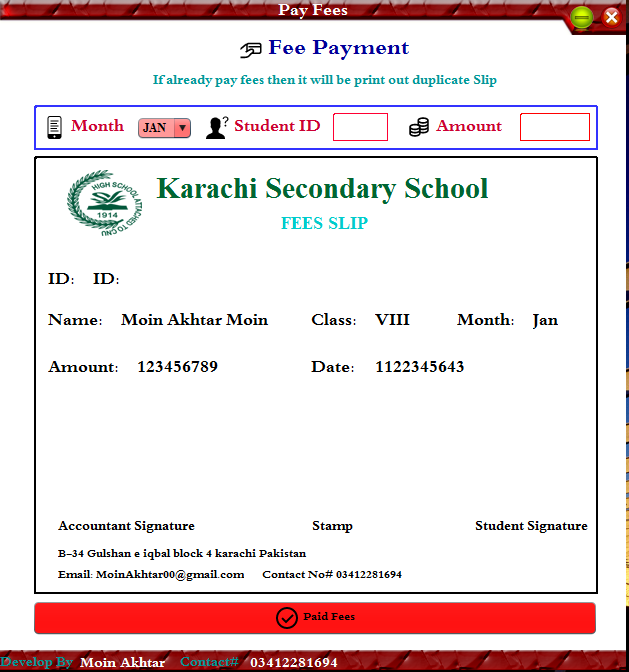 Pay Fees
Fee Payment
If already pay fees then it will be print out duplicate Slip
Month JAN Student ID Amount
HIGH SCHOOL ATTACHED TO CNU
1914
Karachi Secondary School
FEES SLIP
ID: ID:
Name: Moin Akhtar Moin Class: VIII Month: Jan
Amount: 123456789 Date: 1122345643
Accountant Signature Stamp Student Signature
B-34 Gulshan e iqbal block 4 karachi Pakistan
Email: MoinAkhtar00@gmail.com Contact No# 03412281694
Paid Fees
Develop By Moin Akhtar Contact# 03412281694